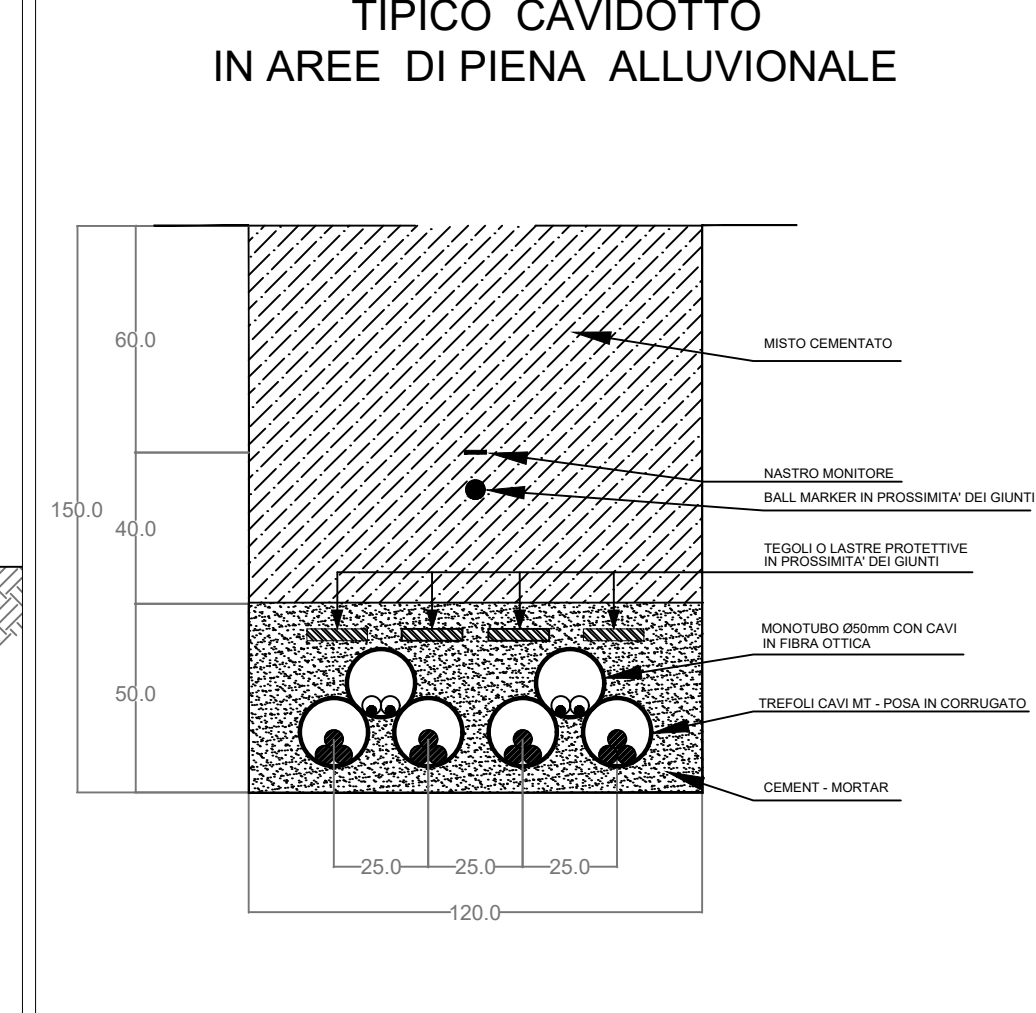 TIPICO CAVIDOTTO
IN AREE DI PIENA ALLUVIONALE
60.0
MISTO CEMENTATO
NASTRO MONITORE
BALL MARKER IN PROSSIMITA' DEI GIUNTI
150.0
40.0
TEGOLI O LASTRE PROTETTIVE
IN PROSSIMITA' DEI GIUNTI
MONOTUBO Ø50mm CON CAVI
IN FIBRA OTTICA
50.0
TREFOLI CAVI MT - POSA IN CORRUGATO
CEMENT - MORTAR
25.0
25.0
25.0
120.0